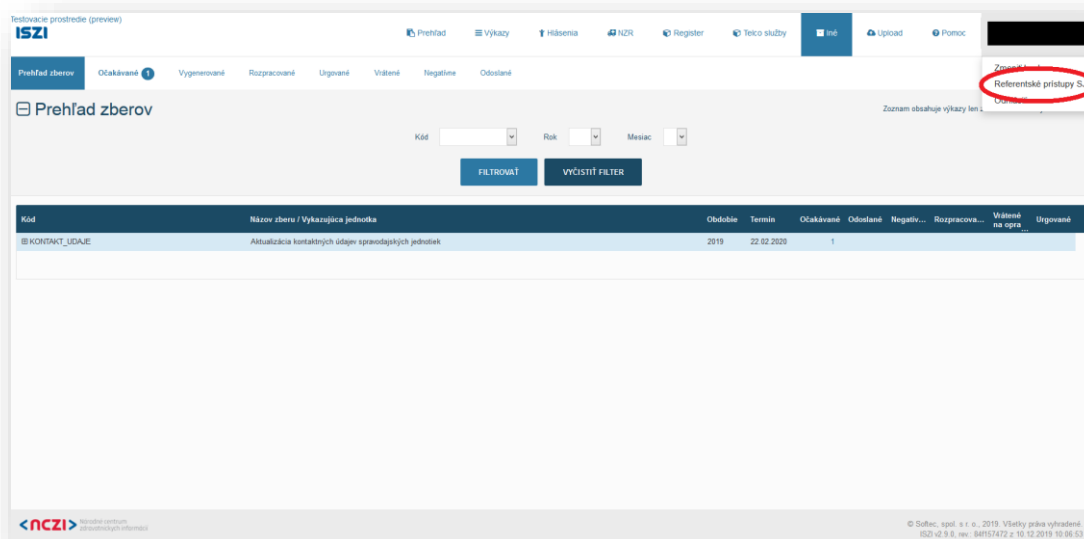 Testovacie prostredie (preview)
ISZI
Prehľad Výkazy Hlásenia NZR Register Telco služby Iné Upload Pomoc
Prehľad zberov Očakávané 1 Vygenerované Rozpracované Urgované Vrátené Negatívne Odoslané
Referentské prístupy S
Prehľad zberov
Zoznam obsahuje výkazy len
Kód Rok Mesiac
FILTROVAŤ VYČISTIŤ FILTER
Kód Názov zberu / Vykazujúca jednotka Obdobie Termín Očakávané Odoslané Negatív... Rozpracova... Vrátené na opra... Urgované
KONTAKT_UDAJE Aktualizácia kontaktných údajev spravodajských jednotiek 2019 22.02.2020 1
<NCZI> Národné centrum
zdravotníckych informácií
© Softec, spol. s r. o., 2019. Všetky práva vyhradené.
ISZI v2.9.0, rev.: 84f157472 z 10.12.2019 10:06:53